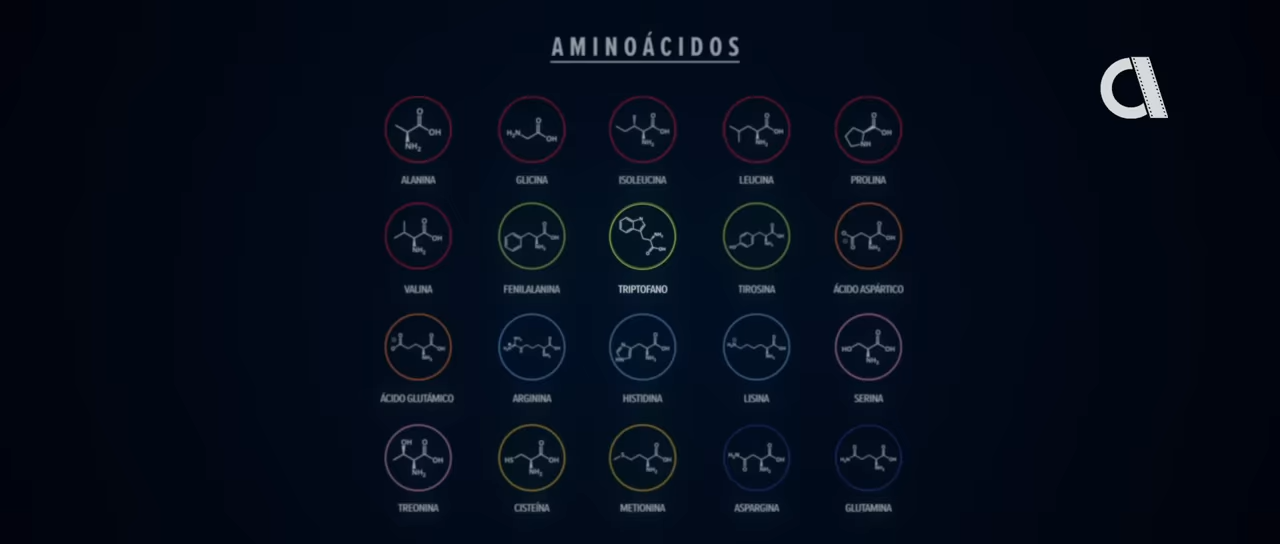 AMINOÁCIDOS
ALANINA GLICINA ISOLEUCINA LEUCINA PROLINA
VALINA FENILALANINA TRIPTOFANO TIROSINA ÁCIDO ASPÁRTICO
ÁCIDO GLUTÁMICO ARGININA HISTIDINA LISINA SERINA
TREONINA CISTEÍNA METIONINA ASPARGINA GLUTAMINA